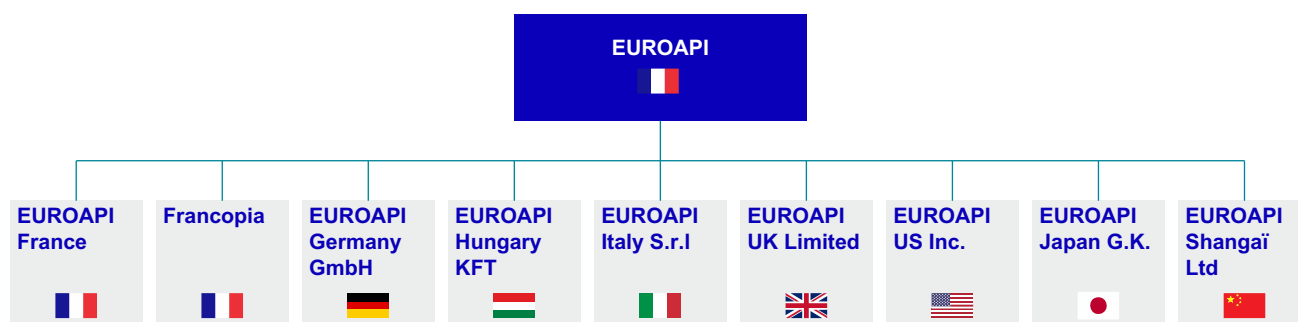 EUROAPI
EUROAPI
France
Francopia
EUROAPI
Germany
GmbH
EUROAPI
Hungary
KFT
EUROAPI
Italy S.r.l
EUROAPI
UK Limited
EUROAPI
US Inc.
EUROAPI
Japan G.K.
EUROAPI
Shangaï
Ltd